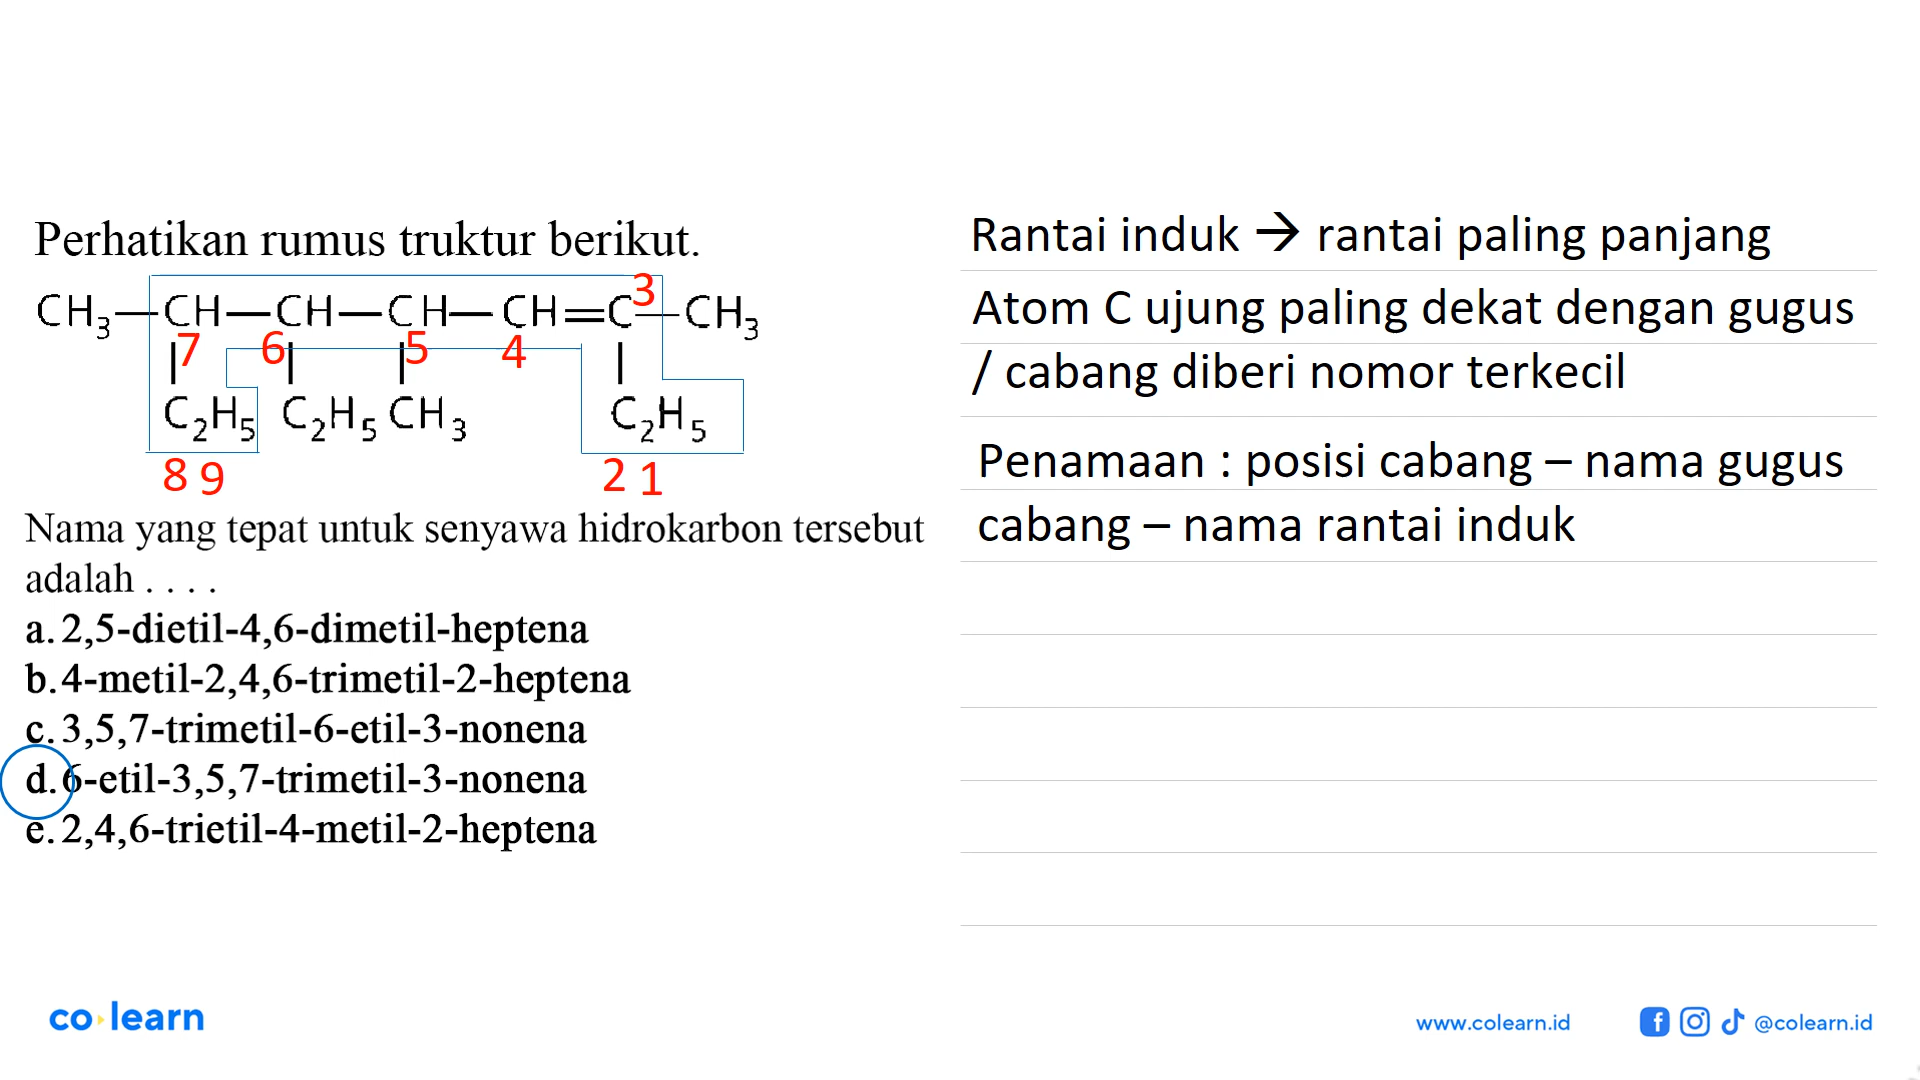 Perhatikan rumus truktur berikut.
CH3—CH—CH—CH—CH=C—CH3
3
7 6 5 4
C2H5 C2H5 CH3 C2H5
8 9 2 1
Nama yang tepat untuk senyawa hidrokarbon tersebut
adalah . . . .
a. 2,5-dietil-4,6-dimetil-heptena
b. 4-metil-2,4,6-trimetil-2-heptena
c. 3,5,7-trimetil-6-etil-3-nonena
d. 6-etil-3,5,7-trimetil-3-nonena
e. 2,4,6-trietil-4-metil-2-heptena
Rantai induk → rantai paling panjang
Atom C ujung paling dekat dengan gugus
/ cabang diberi nomor terkecil
Penamaan : posisi cabang – nama gugus
cabang – nama rantai induk
co learn
www.colearn.id
@colearn.id